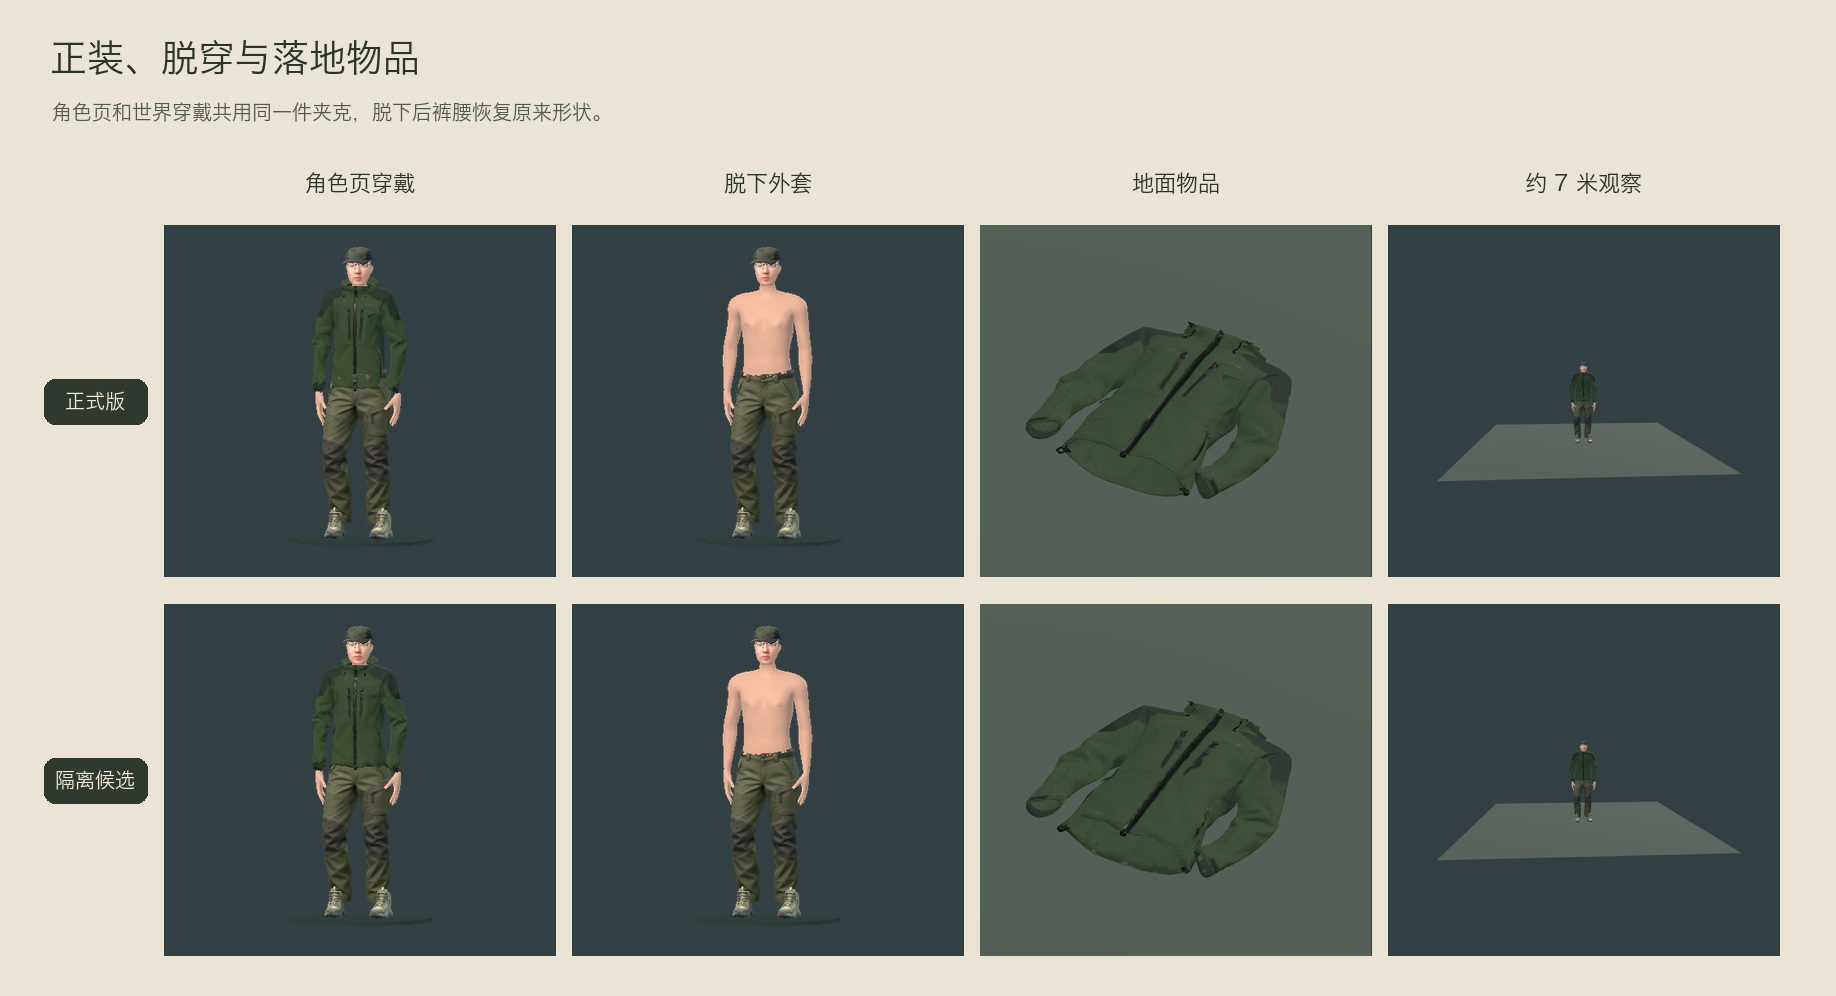 正装、脱穿与落地物品
角色页和世界穿戴共用同一件夹克，脱下后裤腰恢复原来形状。
角色页穿戴
脱下外套
地面物品
约 7 米观察
正式版
隔离候选